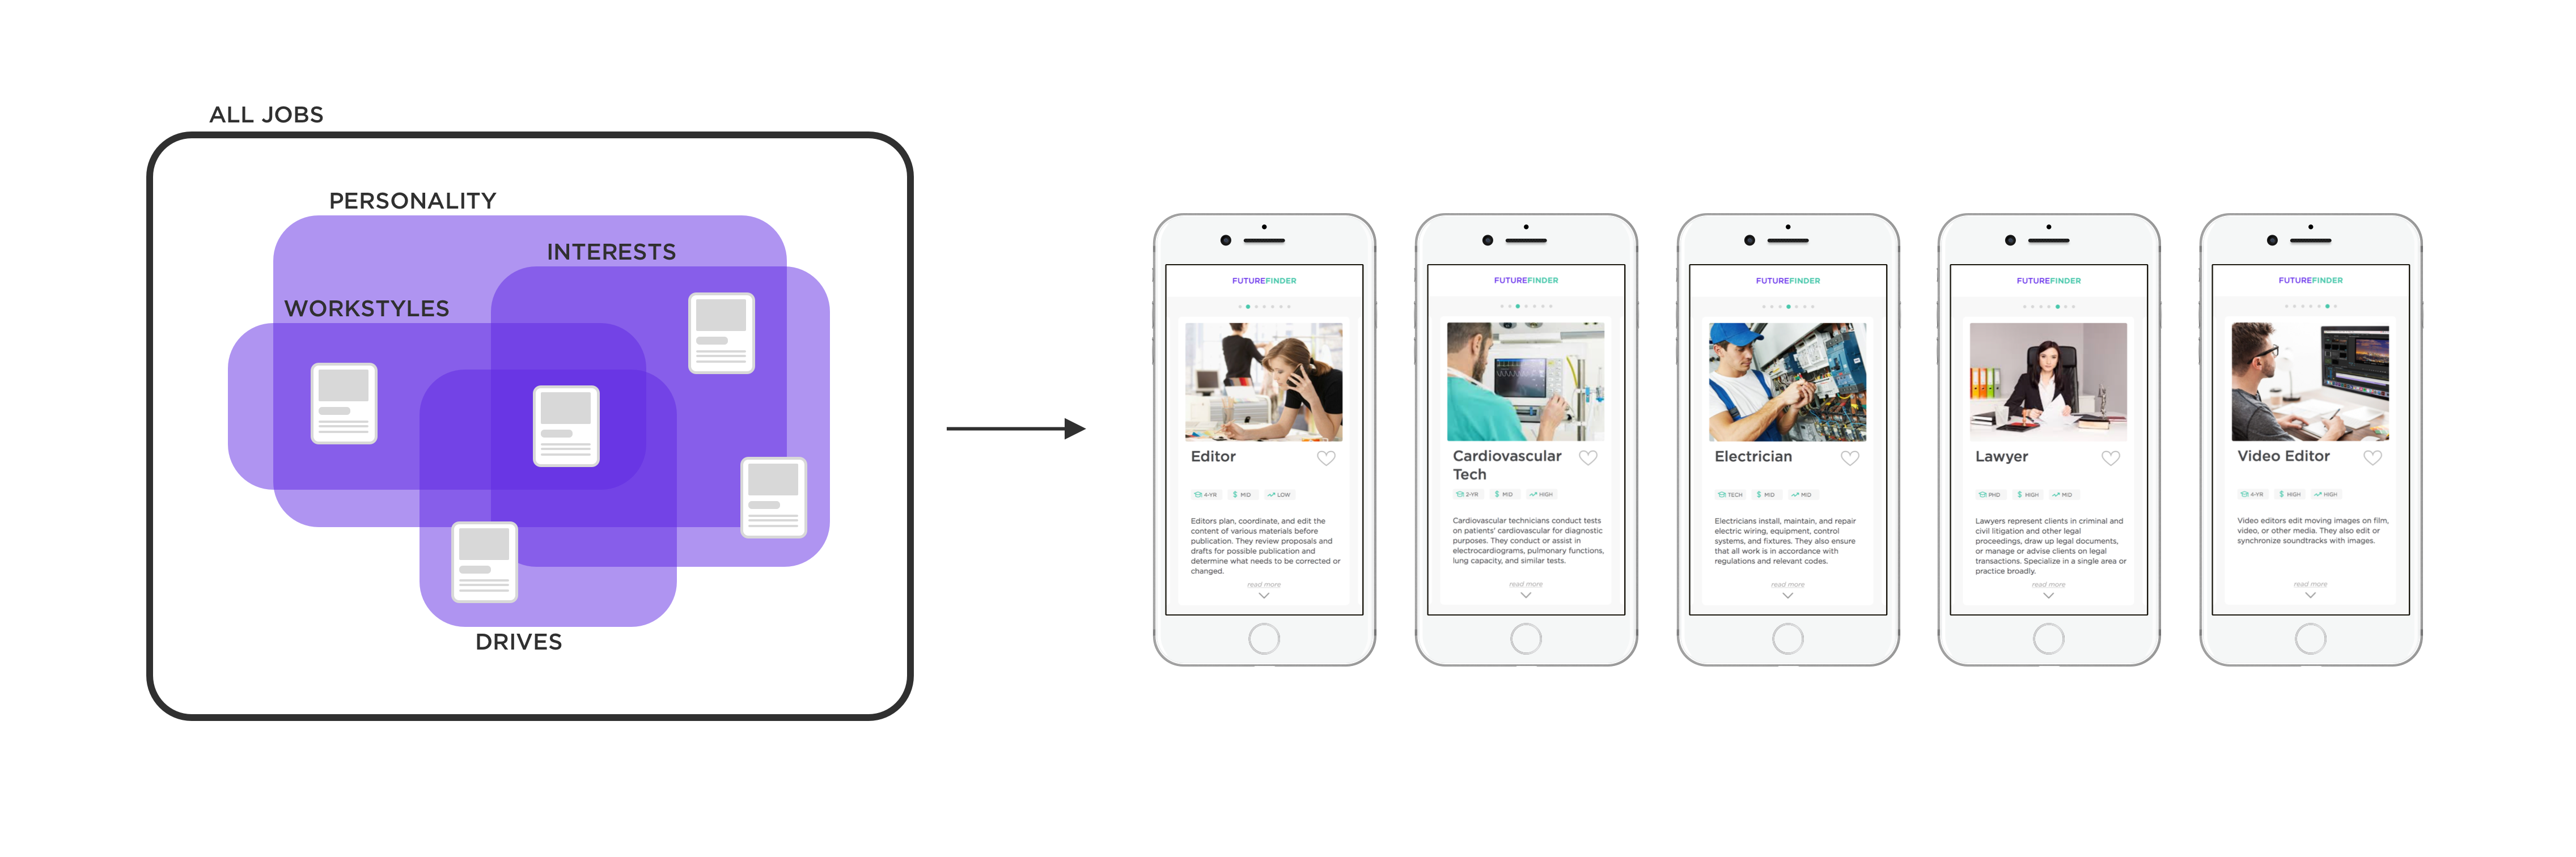 ALL JOBS
PERSONALITY
INTERESTS
WORKSTYLES
DRIVES
FUTUREFINDER
Editor
4-YR
$ MID
LOW
Editors plan, coordinate, and edit the
content of various materials before
publication. They review proposals and
drafts for possible publication and
determine what needs to be corrected or
changed.
read more
FUTUREFINDER
Cardiovascular
Tech
2-YR
$ MID
HIGH
Cardiovascular technicians conduct tests
on patients' cardiovascular for diagnostic
purposes. They conduct or assist in
electrocardiograms, pulmonary functions,
lung capacity, and similar tests.
read more
FUTUREFINDER
Electrician
TECH
$ MID
MID
Electricians install, maintain, and repair
electric wiring, equipment, control
systems, and fixtures. They also ensure
that all work is in accordance with
regulations and relevant codes.
read more
FUTUREFINDER
Lawyer
PHD
$ HIGH
MID
Lawyers represent clients in criminal and
civil litigation and other legal
proceedings, draw up legal documents,
or manage or advise clients on legal
transactions. Specialize in a single area or
practice broadly.
read more
FUTUREFINDER
Video Editor
4-YR
$ HIGH
HIGH
Video editors edit moving images on film,
video, or other media. They also edit or
synchronize soundtracks with images.
read more